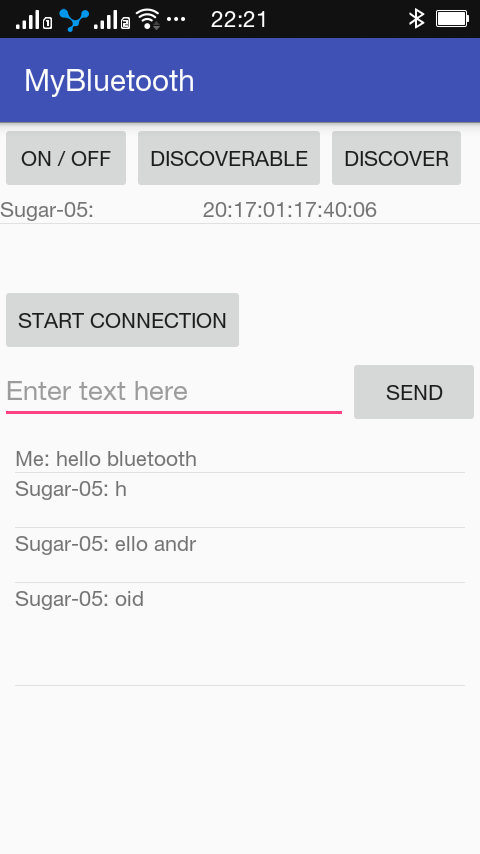 22:21
MyBluetooth
ON / OFF DISCOVERABLE DISCOVER
Sugar-05: 20:17:01:17:40:06
START CONNECTION
Enter text here SEND
Me: hello bluetooth
Sugar-05: h
Sugar-05: ello andr
Sugar-05: oid